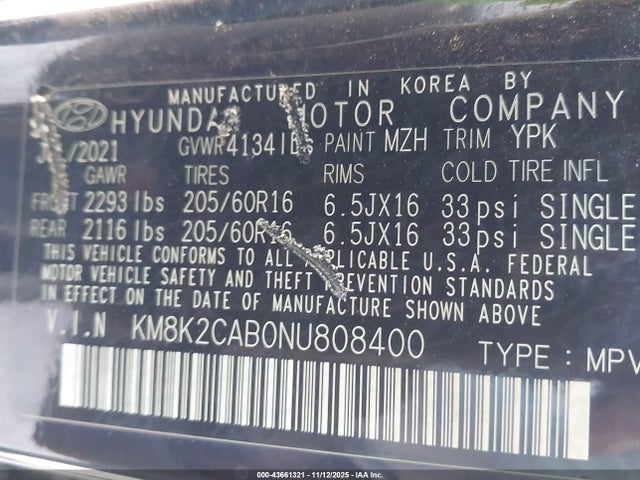 MANUFACTURED IN KOREA BY
HYUNDAI MOTOR COMPANY
/2021 GVWR 4134 lbs PAINT MZH TRIM YPK
GAWR TIRES RIMS COLD TIRE INFL
FRONT 2293 lbs 205/60R16 6.5JX16 33 psi SINGLE
REAR 2116 lbs 205/60R16 6.5JX16 33 psi SINGLE
THIS VEHICLE CONFORMS TO ALL APPLICABLE U.S.A. FEDERAL
MOTOR VEHICLE SAFETY AND THEFT PREVENTION STANDARDS
IN EFFECT ON THE DATE OF MANUFACTURE SHOWN ABOVE
V.I.N KM8K2CAB0NU808400 TYPE : MPV
000-43661321 - 11/12/2025 - IAA Inc.